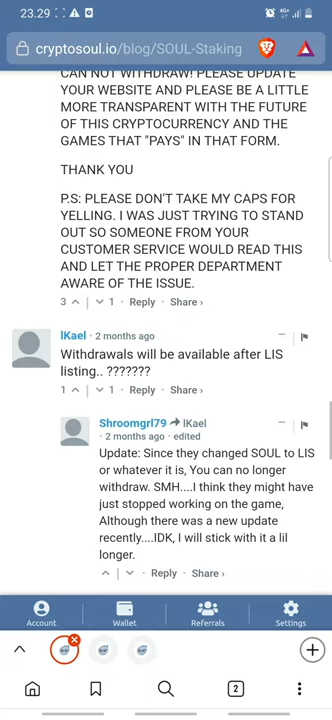 23.29
4G+
cryptosoul.io/blog/SOUL-Staking
CAN NOT WITHDRAW! PLEASE UPDATE
YOUR WEBSITE AND PLEASE BE A LITTLE
MORE TRANSPARENT WITH THE FUTURE
OF THIS CRYPTOCURRENCY AND THE
GAMES THAT "PAYS" IN THAT FORM.
THANK YOU
P.S: PLEASE DON'T TAKE MY CAPS FOR
YELLING. I WAS JUST TRYING TO STAND
OUT SO SOMEONE FROM YOUR
CUSTOMER SERVICE WOULD READ THIS
AND LET THE PROPER DEPARTMENT
AWARE OF THE ISSUE.
3 1 · Reply · Share ›
lKael · 2 months ago
Withdrawals will be available after LIS
listing.. ???????
1 1 · Reply · Share ›
Shroomgrl79 lKael
· 2 months ago · edited
Update: Since they changed SOUL to LIS
or whatever it is, You can no longer
withdraw. SMH....I think they might have
just stopped working on the game,
Although there was a new update
recently....IDK, I will stick with it a lil
longer.
· Reply · Share ›
Account Wallet Referrals Settings
2